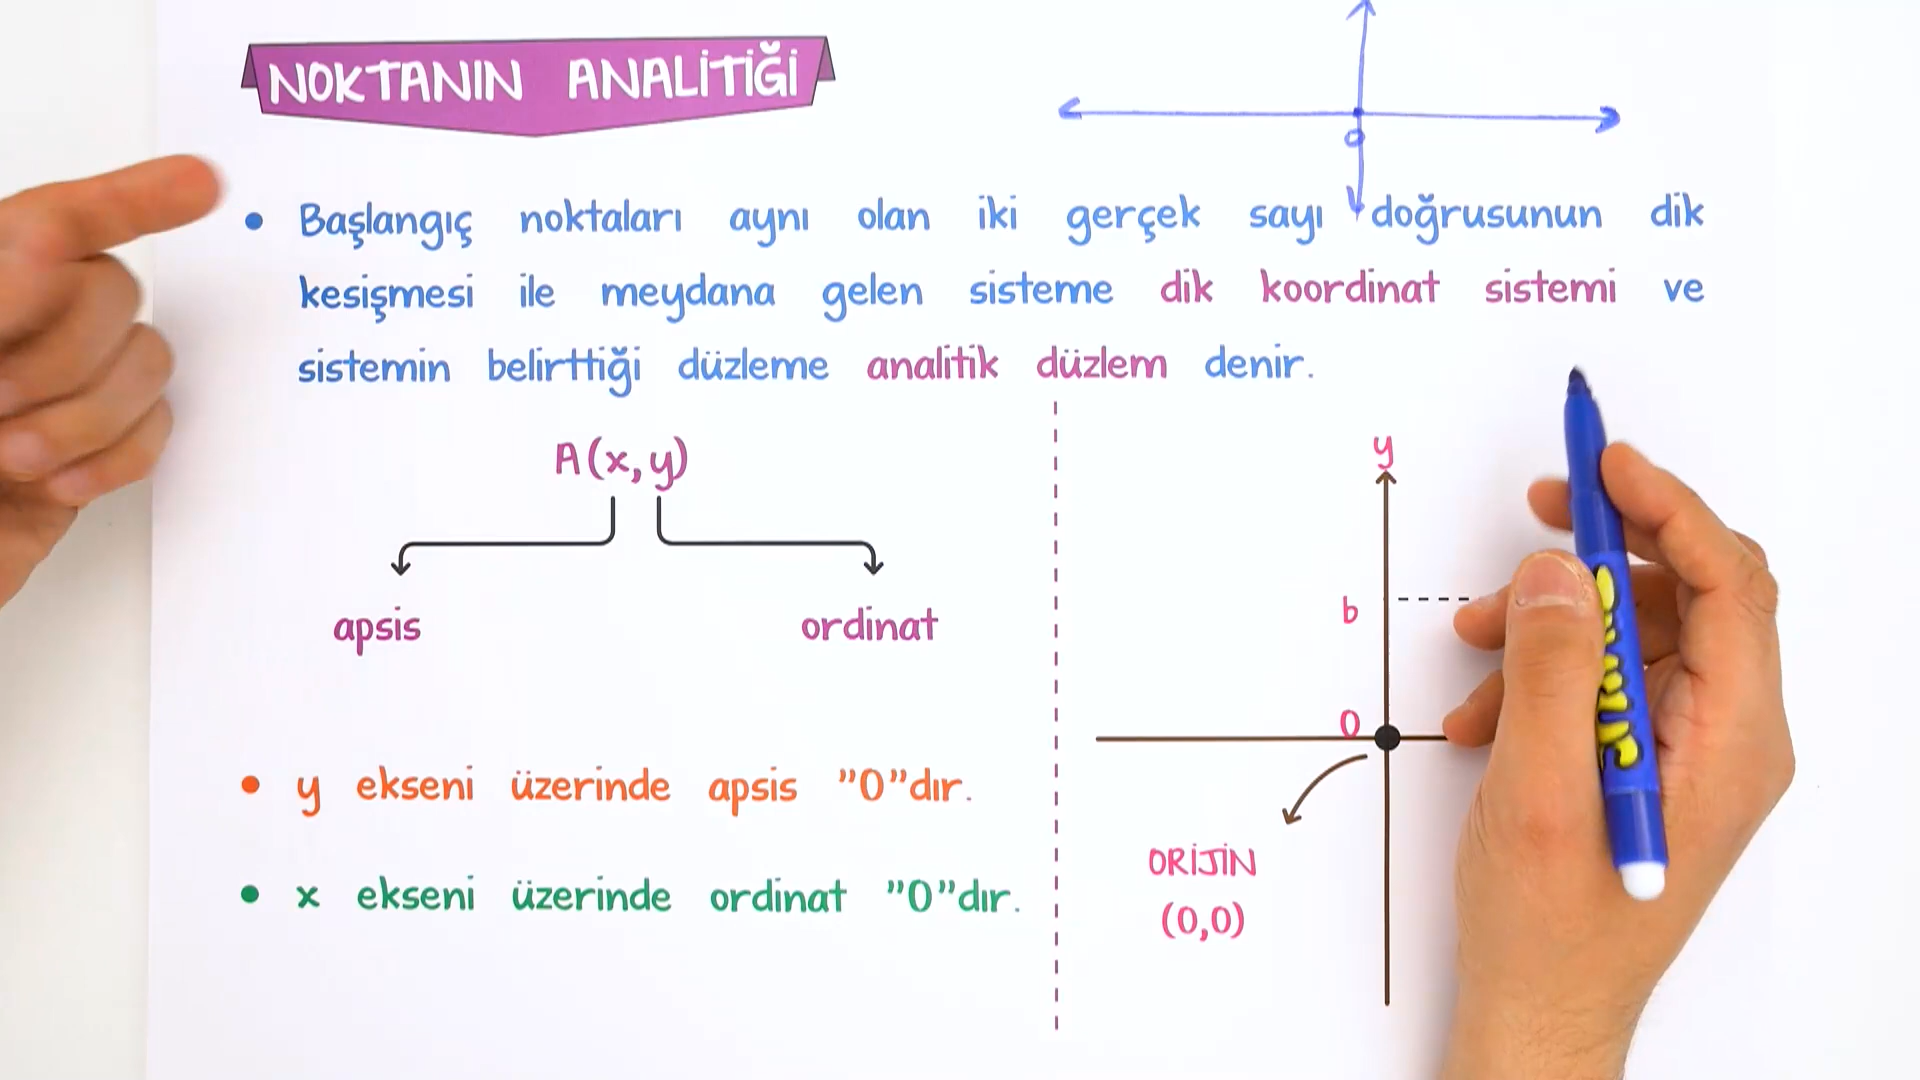 NOKTANIN ANALİTİĞİ
O
• Başlangıç noktaları aynı olan iki gerçek sayı doğrusunun dik
kesişmesi ile meydana gelen sisteme dik koordinat sistemi ve
sistemin belirttiği düzleme analitik düzlem denir.
A(x, y)
apsis ordinat
• y ekseni üzerinde apsis "0"dır.
• x ekseni üzerinde ordinat "0"dır.
y
b
0
ORİJİN
(0,0)